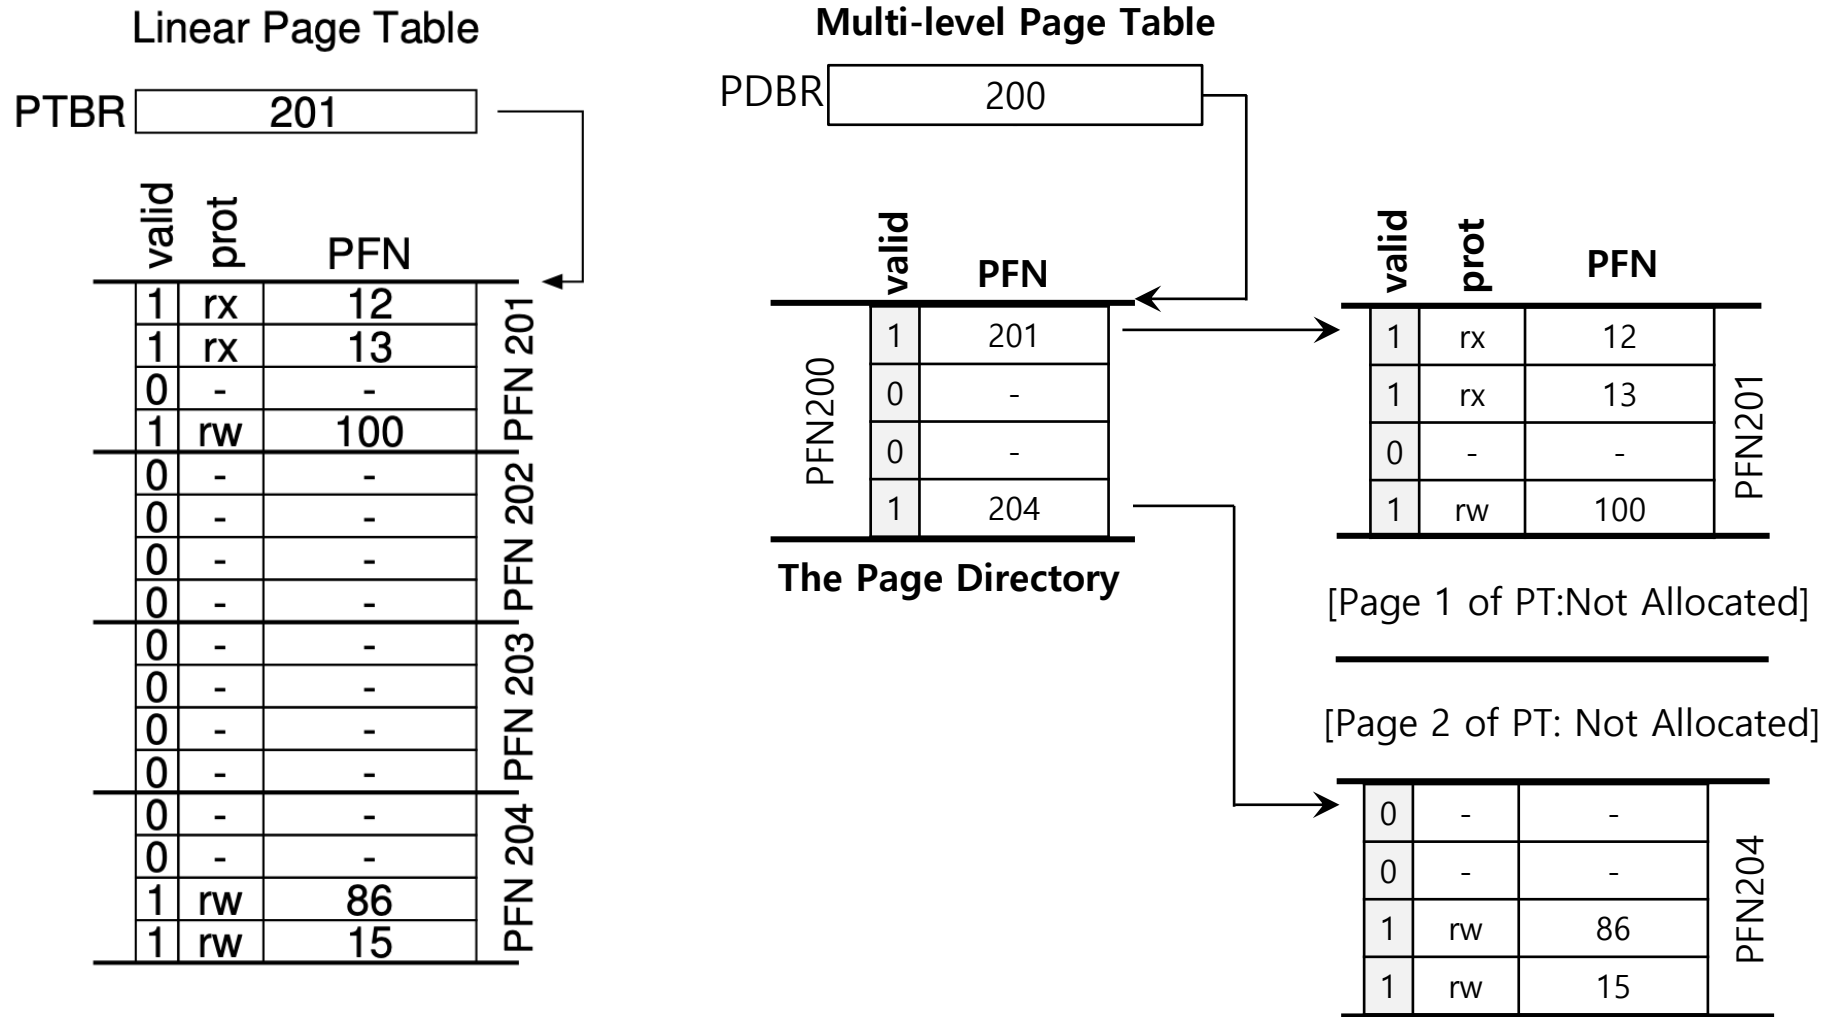 Linear Page Table
PTBR 201
valid prot PFN
1 rx 12
1 rx 13
0 - -
1 rw 100
PFN 201
0 - -
0 - -
0 - -
0 - -
PFN 202
0 - -
0 - -
0 - -
0 - -
PFN 203
0 - -
0 - -
1 rw 86
1 rw 15
PFN 204
Multi-level Page Table
PDBR 200
valid PFN
PFN200
1 201
0 -
0 -
1 204
The Page Directory
valid prot PFN
1 rx 12
1 rx 13
0 - -
1 rw 100
PFN201
[Page 1 of PT:Not Allocated]
[Page 2 of PT: Not Allocated]
0 - -
0 - -
1 rw 86
1 rw 15
PFN204